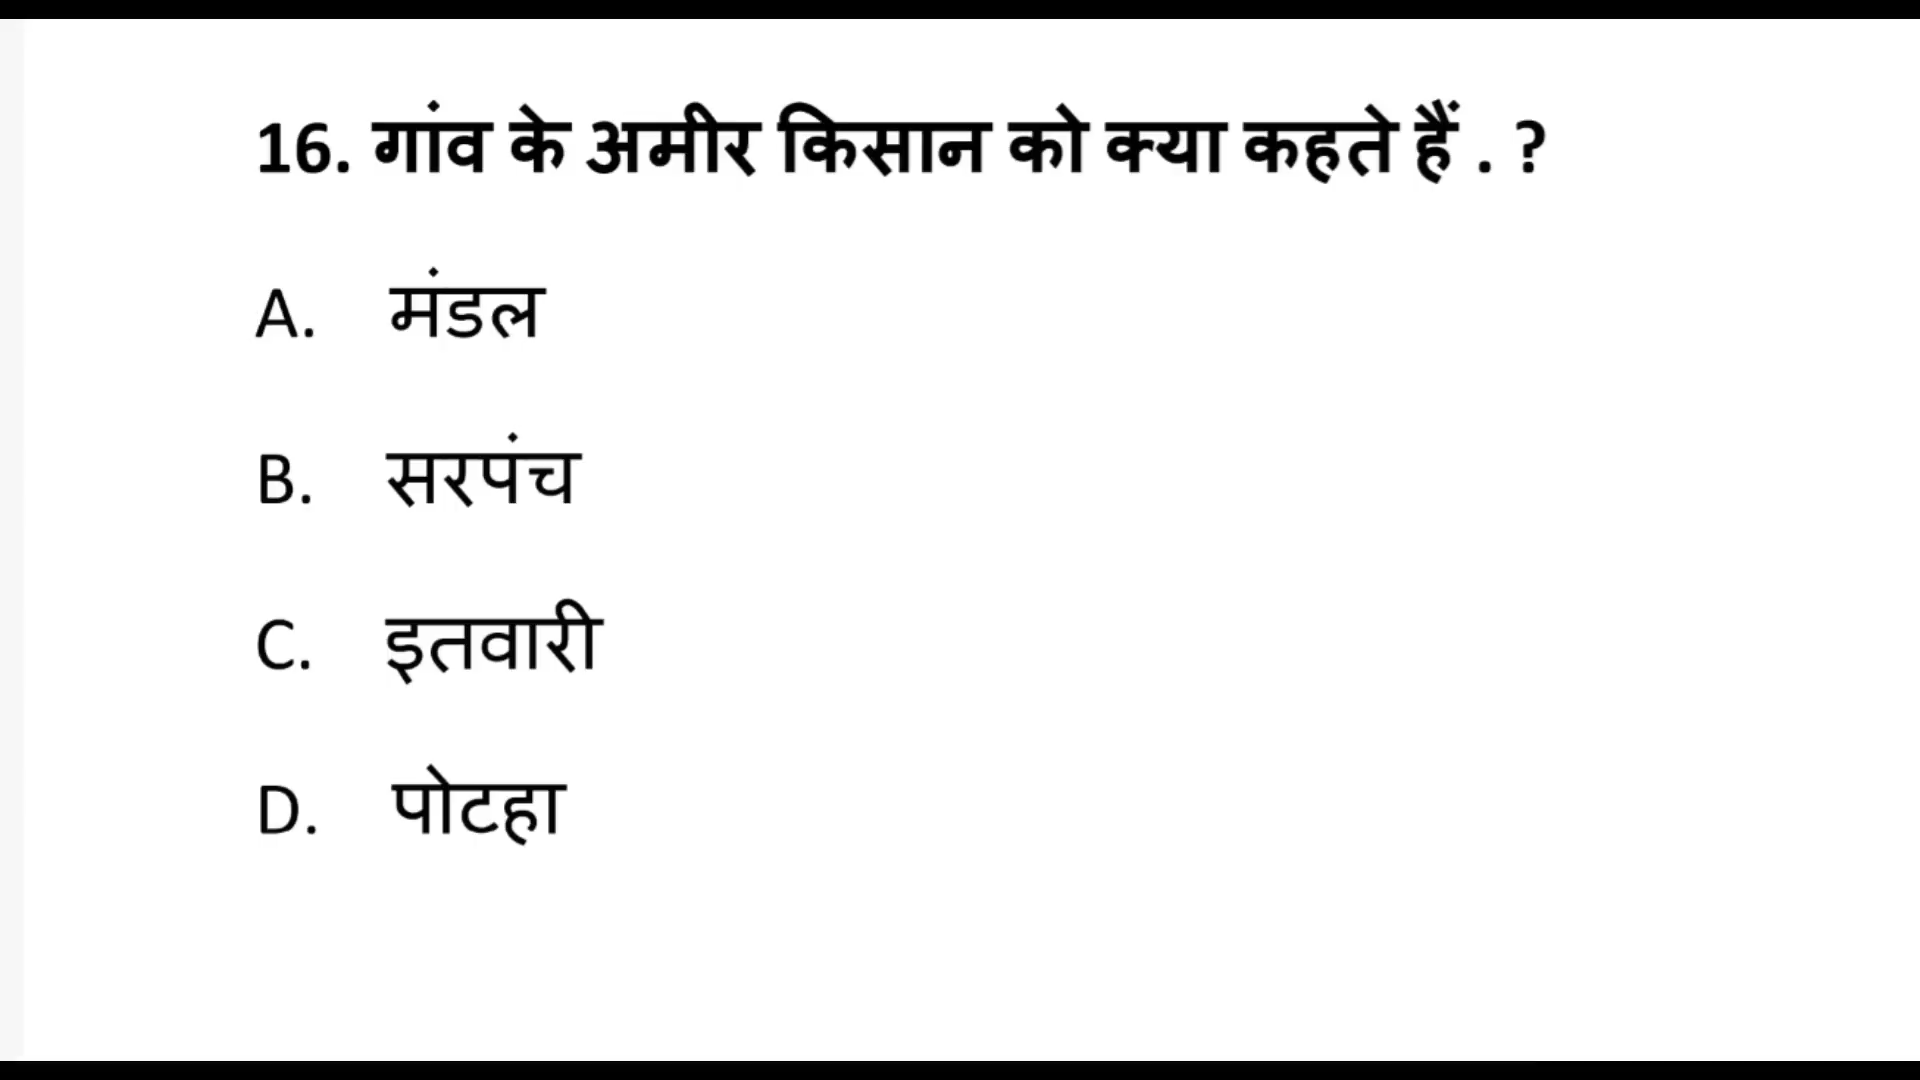 16. गांव के अमीर किसान को क्या कहते हैं . ?
A. मंडल
B. सरपंच
C. इतवारी
D. पोटहा